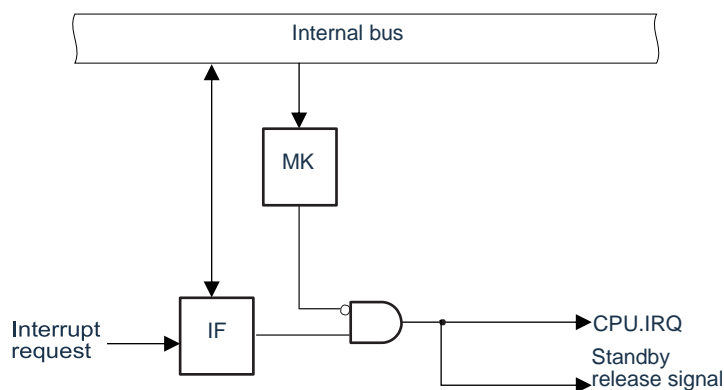 Internal bus
MK
IF
Interrupt
request
CPU.IRQ
Standby
release signal